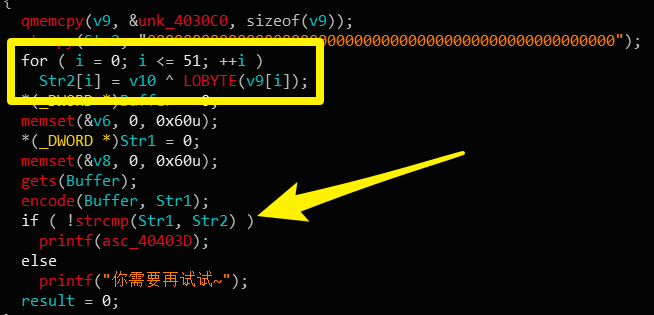 {
qmemcpy(v9, &unk_4030C0, sizeof(v9));
for ( i = 0; i <= 51; ++i )
Str2[i] = v10 ^ LOBYTE(v9[i]);
*(_DWORD *)Buffer = 0;
memset(&v6, 0, 0x60u);
*(_DWORD *)Str1 = 0;
memset(&v8, 0, 0x60u);
gets(Buffer);
encode(Buffer, Str1);
if ( !strcmp(Str1, Str2) )
printf(asc_40403D);
else
printf("你需要再试试~");
result = 0;